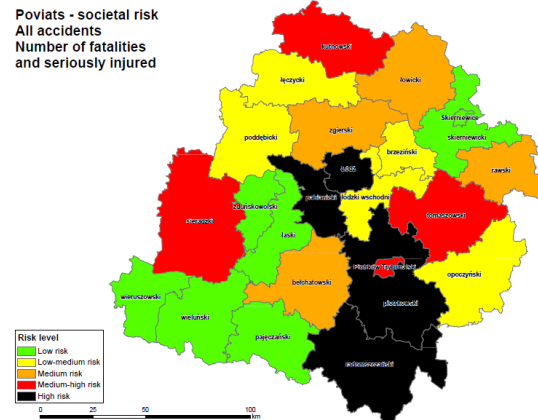 Poviats - societal risk
All accidents
Number of fatalities
and seriously injured
kutnowski
łęczycki
łowicki
Skierniewice
skierniewicki
zgierski
poddębicki
brzeziński
rawski
Łódź
pabianicki
łódzki wschodni
zduńskowolski
sieradzki
tomaszowski
łaski
Piotrków Trybunalski
opoczyński
bełchatowski
wieruszowski
piotrkowski
wieluński
pajęczański
radomszczański
Risk level
Low risk
Low-medium risk
Medium risk
Medium-high risk
High risk
0 25 50 100
km